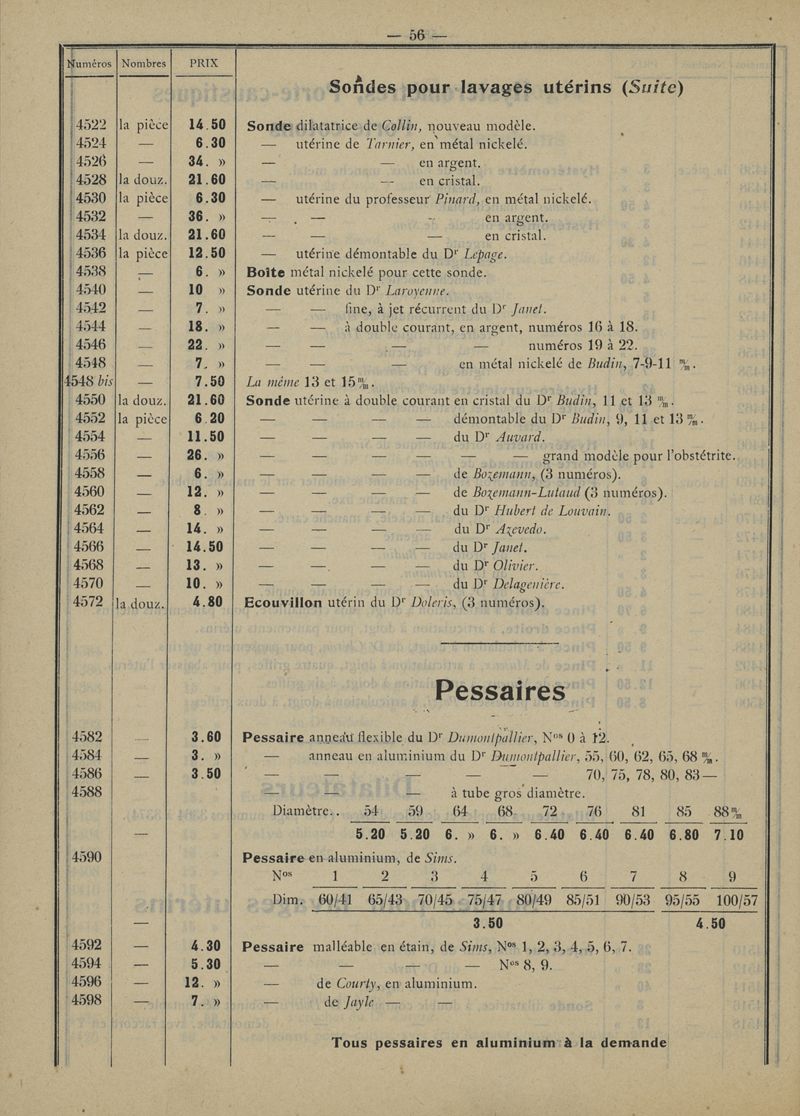 — 56 —
Numéros Nombres PRIX
Sondes pour lavages utérins (Suite)
4522 la pièce 14.50 Sonde dilatatrice de Collin, nouveau modèle.
4524 — 6.30 — utérine de Tarnier, en métal nickelé.
4526 — 34. » — — en argent.
4528 la douz. 21.60 — — en cristal.
4530 la pièce 6.30 — utérine du professeur Pinard, en métal nickelé.
4532 — 36. » — — – en argent.
4534 la douz. 21.60 — — — en cristal.
4536 la pièce 12.50 — utérine démontable du Dr Lepage.
4538 — 6. » Boîte métal nickelé pour cette sonde.
4540 — 10 » Sonde utérine du Dr Laroyenne.
4542 — 7. » — — fine, à jet récurrent du Dr Janet.
4544 — 18. » — — à double courant, en argent, numéros 16 à 18.
4546 — 22. » — — — — numéros 19 à 22.
4548 — 7. » — — — en métal nickelé de Budin, 7-9-11 m/m.
4548 bis — 7.50 La même 13 et 15 m/m.
4550 la douz. 21.60 Sonde utérine à double courant en cristal du Dr Budin, 11 et 13 m/m.
4552 la pièce 6.20 — — — — démontable du Dr Budin, 9, 11 et 13 m/m.
4554 — 11.50 — — — — du Dr Auvard.
4556 — 26. » — — — — — — grand modèle pour l'obstétrite.
4558 — 6. » — — — — de Bozemann, (3 numéros).
4560 — 12. » — — — — de Bozemann-Lutaud (3 numéros).
4562 — 8. » — — — — du Dr Hubert de Louvain.
4564 — 14. » — — — — du Dr Azevedo.
4566 — 14.50 — — — — du Dr Janet.
4568 — 13. » — — — — du Dr Olivier.
4570 — 10. » — — — — du Dr Delagenière.
4572 la douz. 4.80 Ecouvillon utérin du Dr Doleris, (3 numéros).
Pessaires
4582 — 3.60 Pessaire anneau flexible du Dr Dumontpallier, Nos 0 à 12.
4584 — 3. » — anneau en aluminium du Dr Dumontpallier, 55, 60, 62, 65, 68 m/m.
4586 — 3.50 — — — — — 70, 75, 78, 80, 83 —
4588 — — — à tube gros diamètre.
Diamètre.. 54 59 64 68 72 76 81 85 88 m/m
— 5.20 5.20 6. » 6. » 6.40 6.40 6.40 6.80 7.10
4590 Pessaire en aluminium, de Sims.
Nos 1 2 3 4 5 6 7 8 9
Dim. 60/41 65/43 70/45 75/47 80/49 85/51 90/53 95/55 100/57
— 3.50 4.50
4592 — 4.30 Pessaire malléable en étain, de Sims, Nos 1, 2, 3, 4, 5, 6, 7.
4594 — 5.30 — — — — Nos 8, 9.
4596 — 12. » — de Courty, en aluminium.
4598 — 7. » — de Jayle — —
Tous pessaires en aluminium à la demande